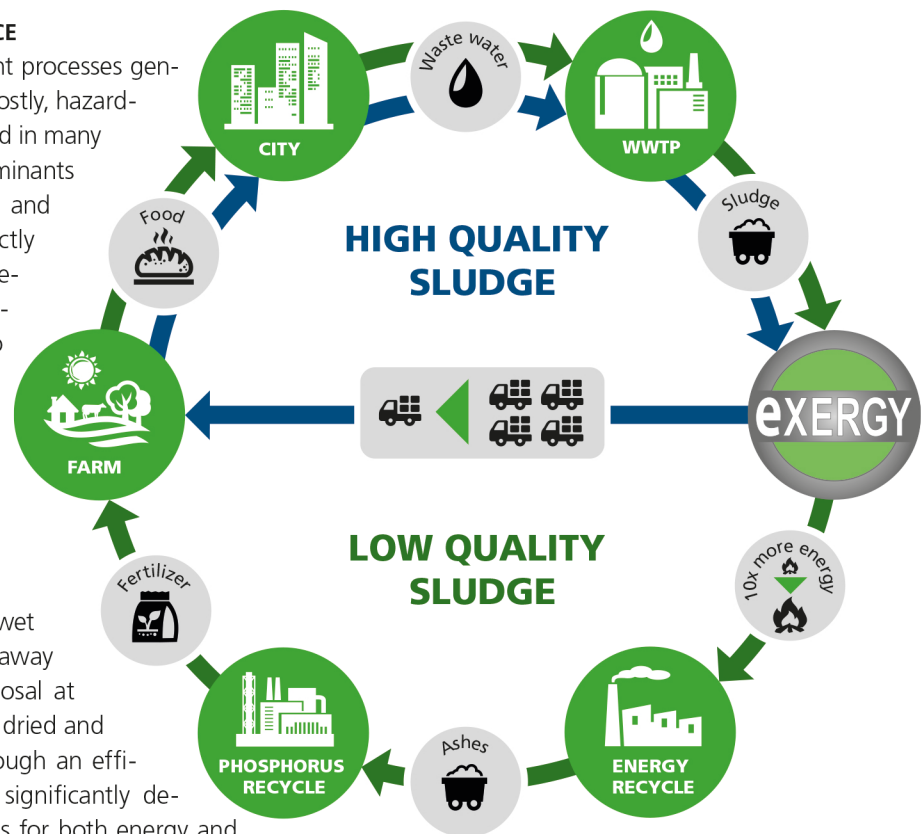 CE
nt processes gen-
ostly, hazard-
d in many
minants
and
ctly
e-
-
wet
away
osal at
dried and
ough an effi-
significantly de-
s for both energy and
CITY
Waste water
WWTP
Sludge
eXERGY
10x more energy
ENERGY
RECYCLE
Ashes
PHOSPHORUS
RECYCLE
Fertilizer
FARM
Food
HIGH QUALITY
SLUDGE
LOW QUALITY
SLUDGE